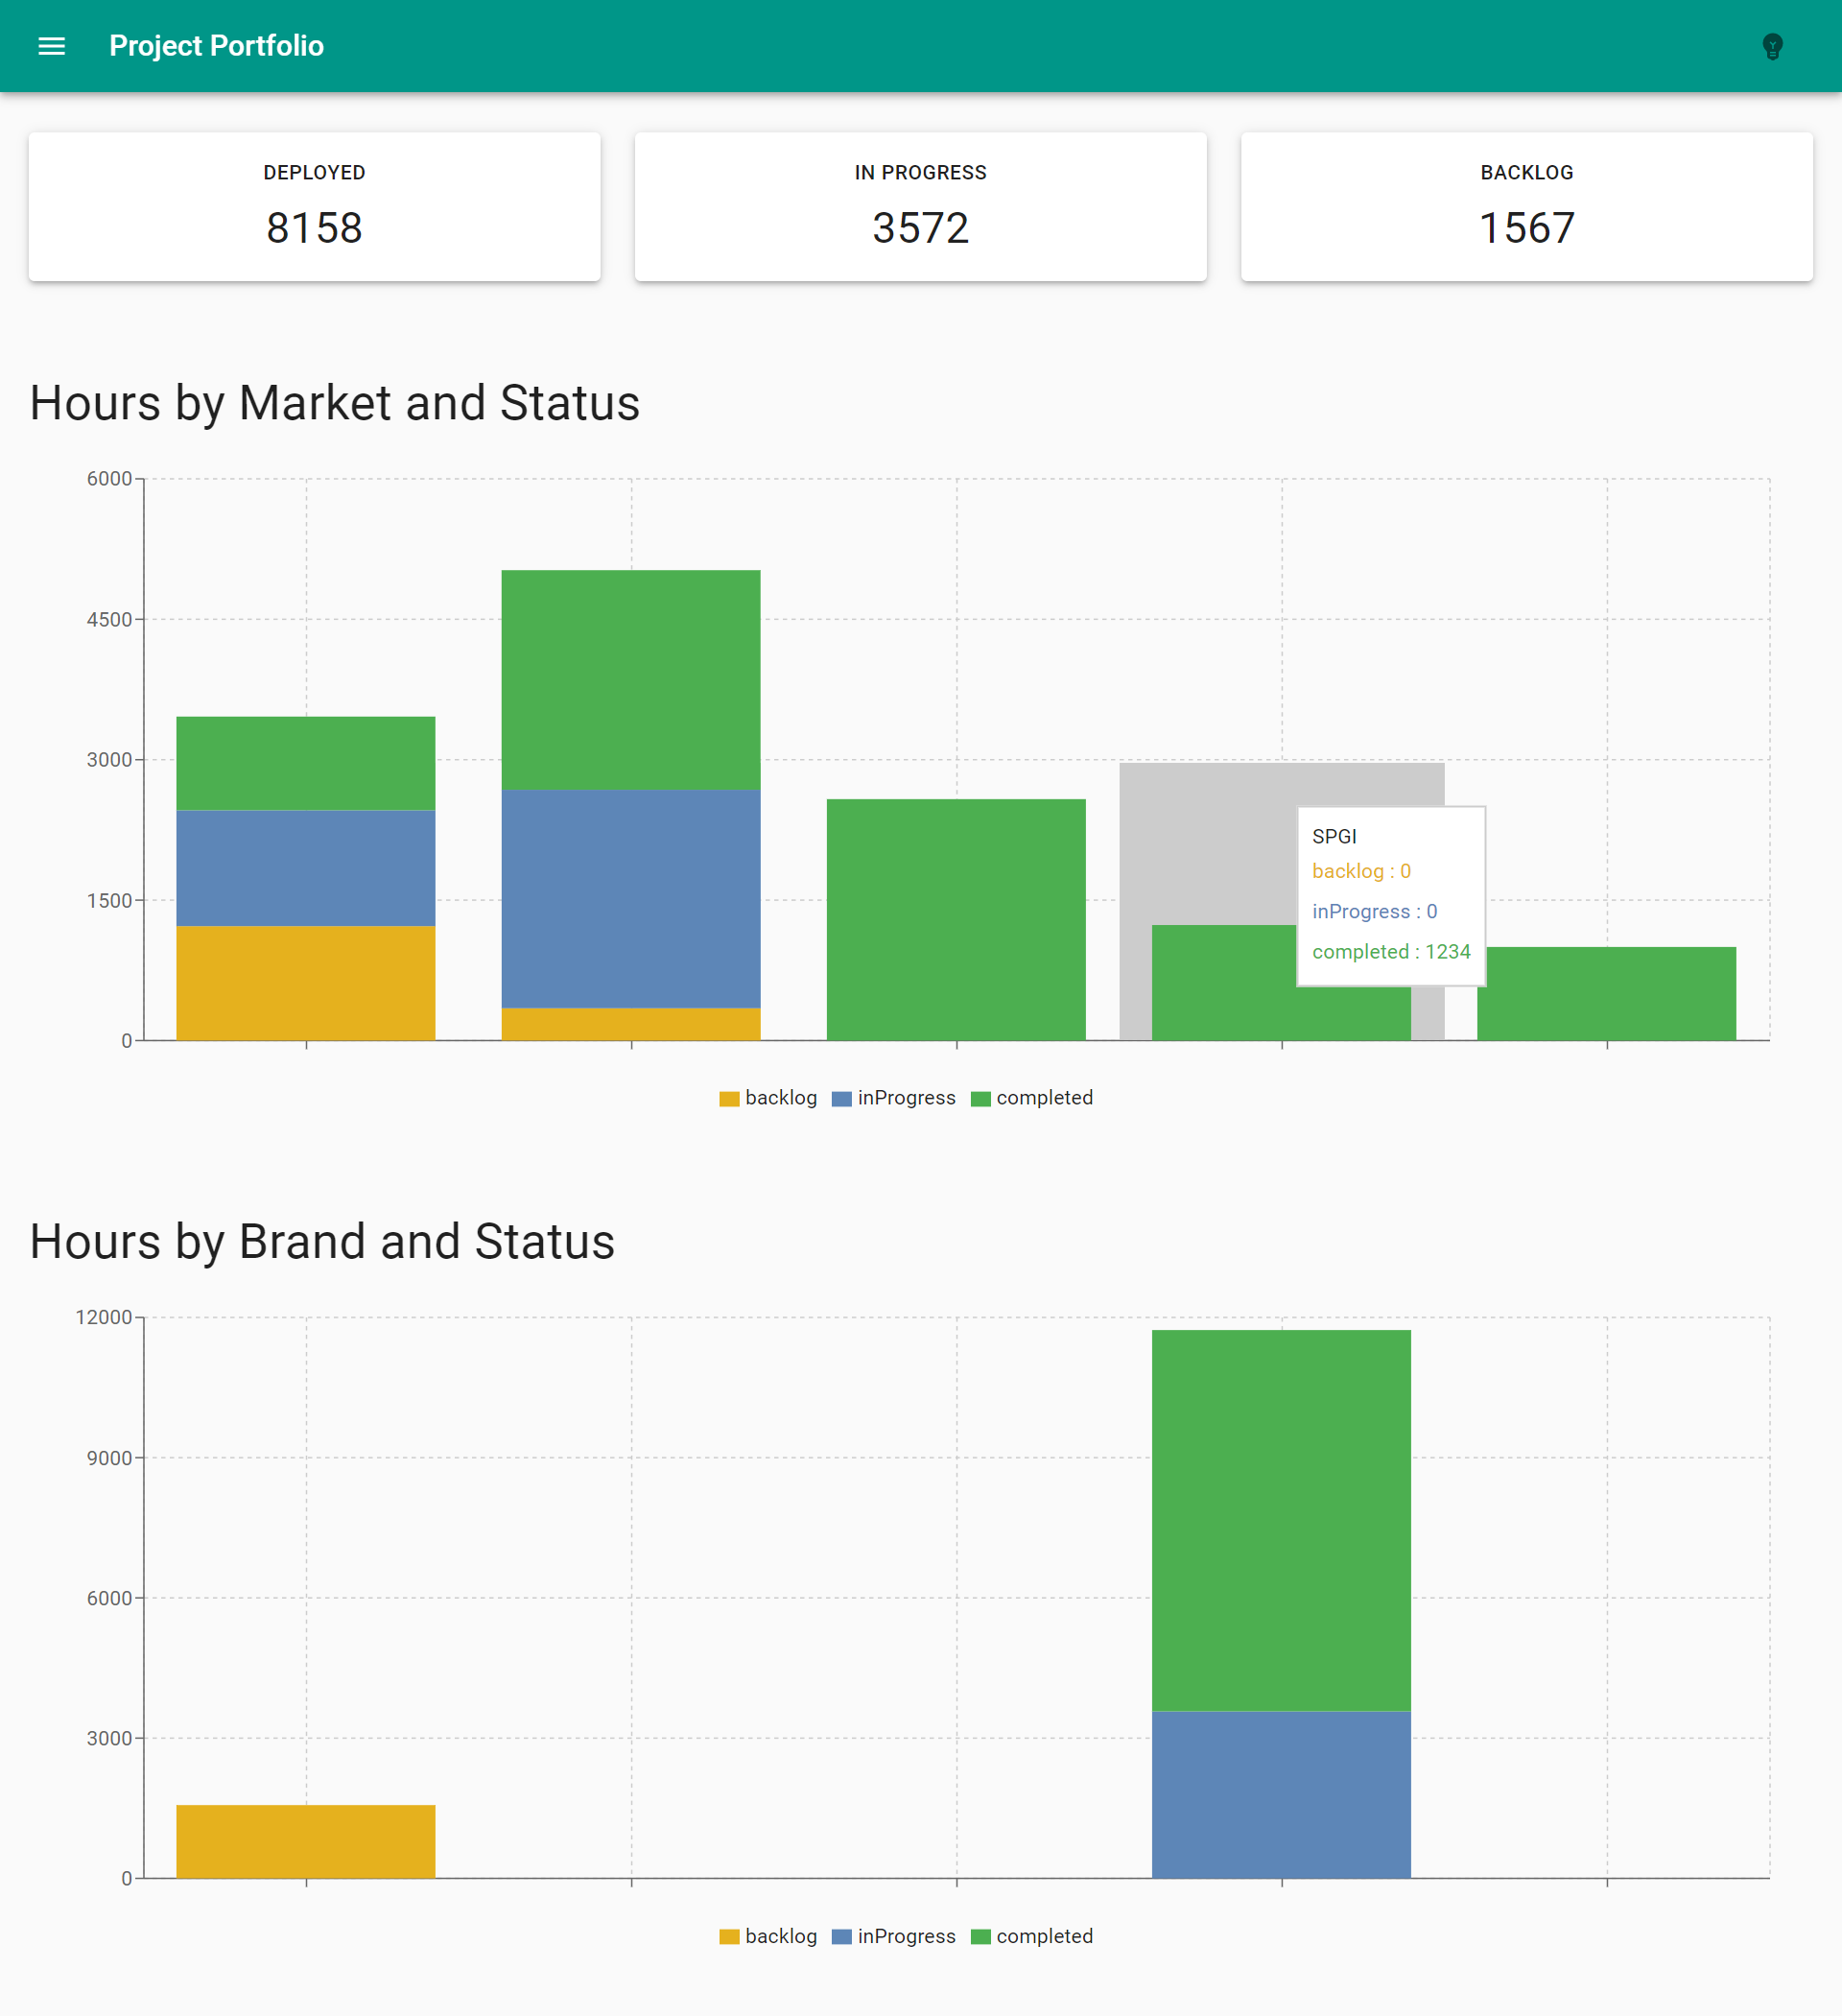 Project Portfolio
DEPLOYED
8158
IN PROGRESS
3572
BACKLOG
1567
Hours by Market and Status
6000
4500
3000
1500
0
SPGI
backlog : 0
inProgress : 0
completed : 1234
backlog inProgress completed
Hours by Brand and Status
12000
9000
6000
3000
0
backlog inProgress completed